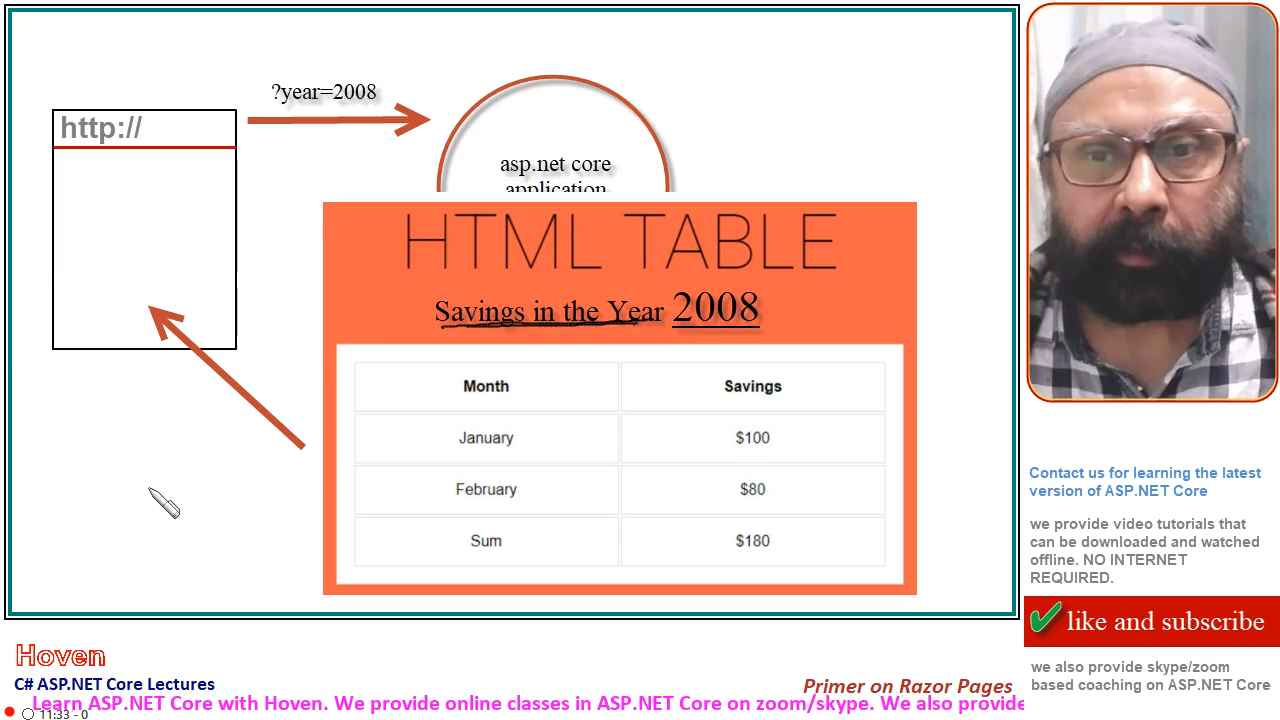 ?year=2008
http://
asp.net core
application
HTML TABLE
Savings in the Year 2008
Month Savings
January $100
February $80
Sum $180
Contact us for learning the latest
version of ASP.NET Core
we provide video tutorials that
can be downloaded and watched
offline. NO INTERNET
REQUIRED.
like and subscribe
we also provide skype/zoom
based coaching on ASP.NET Core
Hoven
C# ASP.NET Core Lectures
Primer on Razor Pages
Learn ASP.NET Core with Hoven. We provide online classes in ASP.NET Core on zoom/skype. We also provide
11:33 - 0